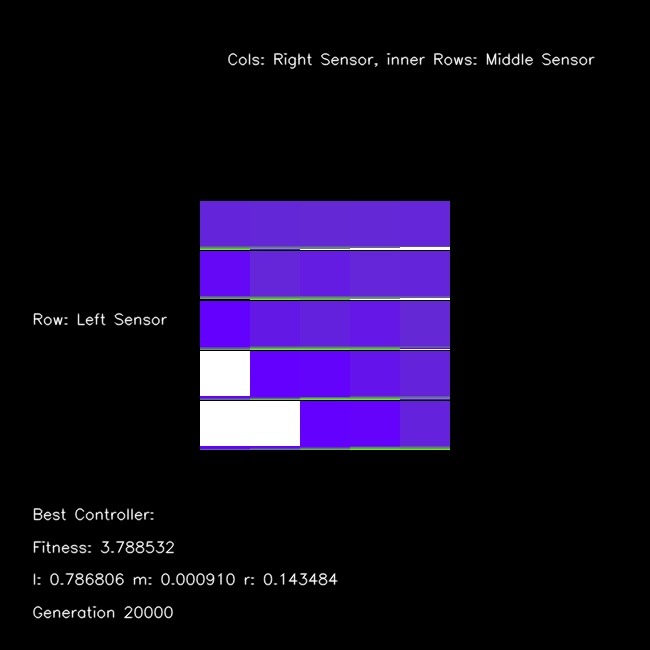 Cols: Right Sensor, inner Rows: Middle Sensor
Row: Left Sensor
Best Controller:
Fitness: 3.788532
l: 0.786806 m: 0.000910 r: 0.143484
Generation 20000